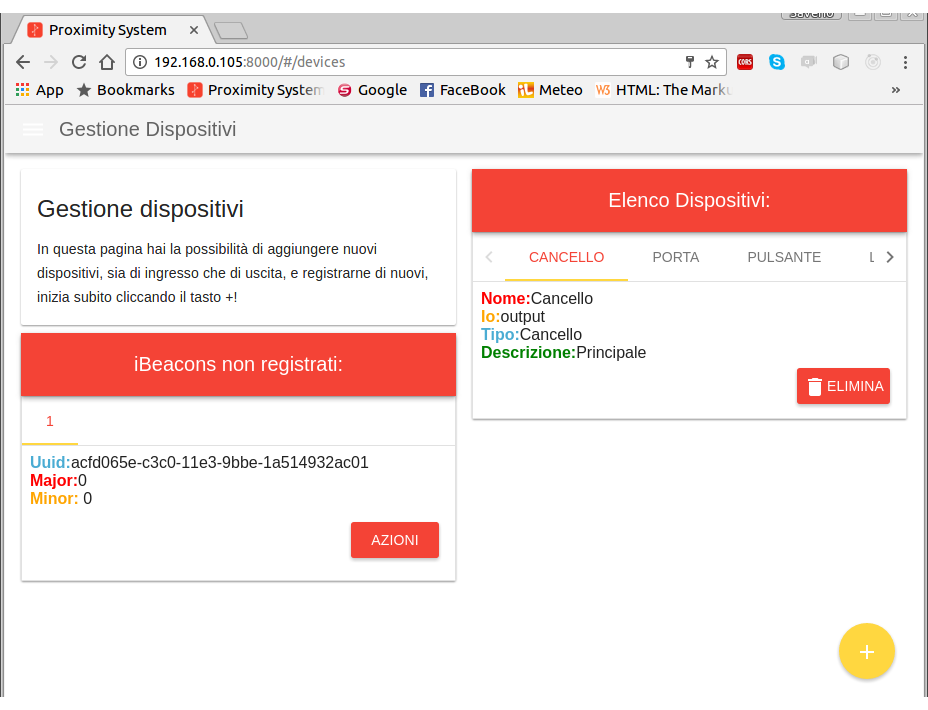 Saverio
Proximity System
192.168.0.105:8000/#/devices
CORS
App Bookmarks Proximity System Google FaceBook Meteo W3 HTML: The Marku »
Gestione Dispositivi
Gestione dispositivi
In questa pagina hai la possibilità di aggiungere nuovi
dispositivi, sia di ingresso che di uscita, e registrarne di nuovi,
inizia subito cliccando il tasto +!
iBeacons non registrati:
1
Uuid:acfd065e-c3c0-11e3-9bbe-1a514932ac01
Major:0
Minor: 0
AZIONI
Elenco Dispositivi:
CANCELLO PORTA PULSANTE
Nome:Cancello
Io:output
Tipo:Cancello
Descrizione:Principale
ELIMINA
+